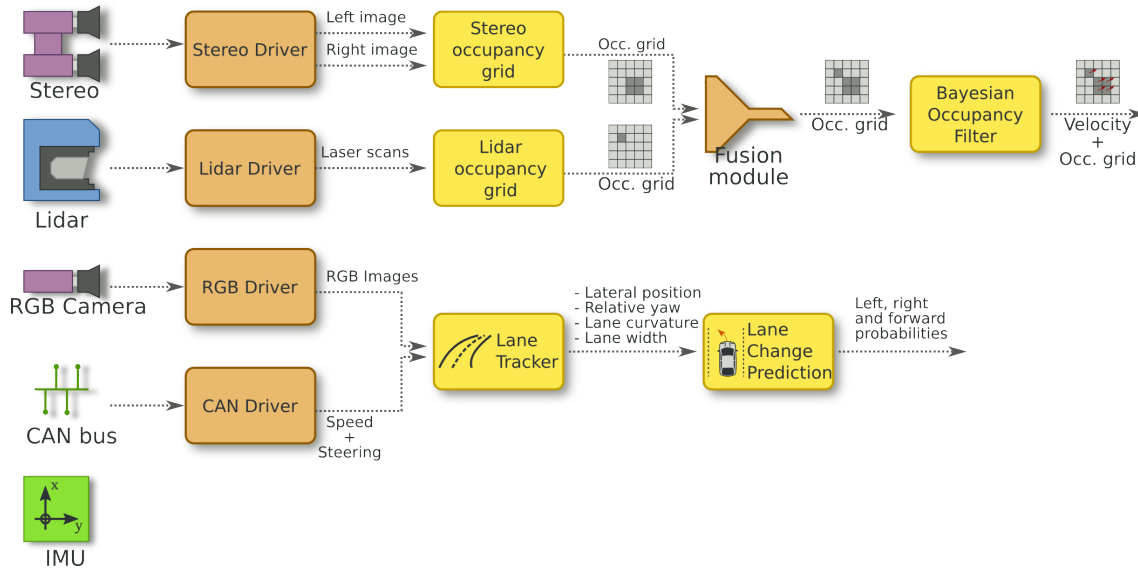 Stereo
Stereo Driver
Left image
Right image
Stereo
occupancy
grid
Occ. grid
Lidar
Lidar Driver
Laser scans
Lidar
occupancy
grid
Occ. grid
Fusion
module
Occ. grid
Bayesian
Occupancy
Filter
Velocity
+
Occ. grid
RGB Camera
RGB Driver
RGB Images
CAN bus
CAN Driver
Speed
+
Steering
Lane
Tracker
- Lateral position
- Relative yaw
- Lane curvature
- Lane width
Lane
Change
Prediction
Left, right
and forward
probabilities
x
y
IMU